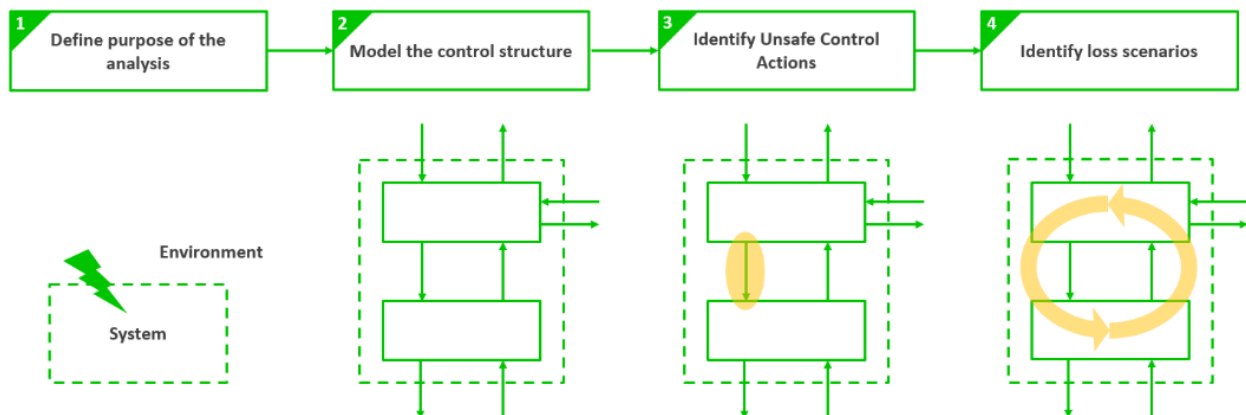 1
Define purpose of the
analysis
2
Model the control structure
3
Identify Unsafe Control
Actions
4
Identify loss scenarios
Environment
System